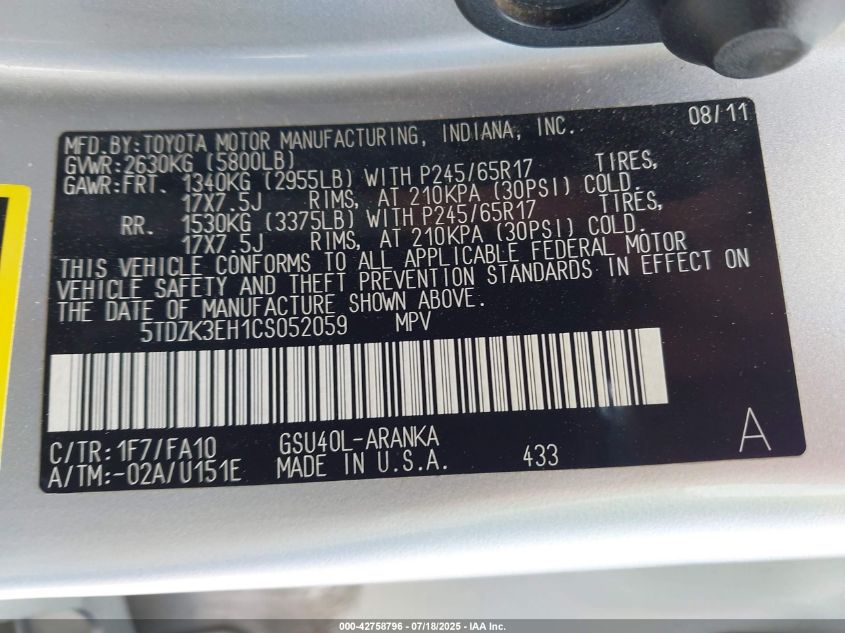 08/11
MFD.BY:TOYOTA MOTOR MANUFACTURING, INDIANA, INC.
GVWR:2630KG (5800LB)
GAWR:FRT. 1340KG (2955LB) WITH P245/65R17 TIRES,
17X7.5J RIMS, AT 210KPA (30PSI) COLD.
RR. 1530KG (3375LB) WITH P245/65R17 TIRES,
17X7.5J RIMS, AT 210KPA (30PSI) COLD.
THIS VEHICLE CONFORMS TO ALL APPLICABLE FEDERAL MOTOR
VEHICLE SAFETY AND THEFT PREVENTION STANDARDS IN EFFECT ON
THE DATE OF MANUFACTURE SHOWN ABOVE.
5TDZK3EH1CS052059 MPV
C/TR:1F7/FA10 GSU40L-ARANKA A
A/TM:-02A/U151E MADE IN U.S.A. 433
000-42758796 - 07/18/2025 - IAA Inc.